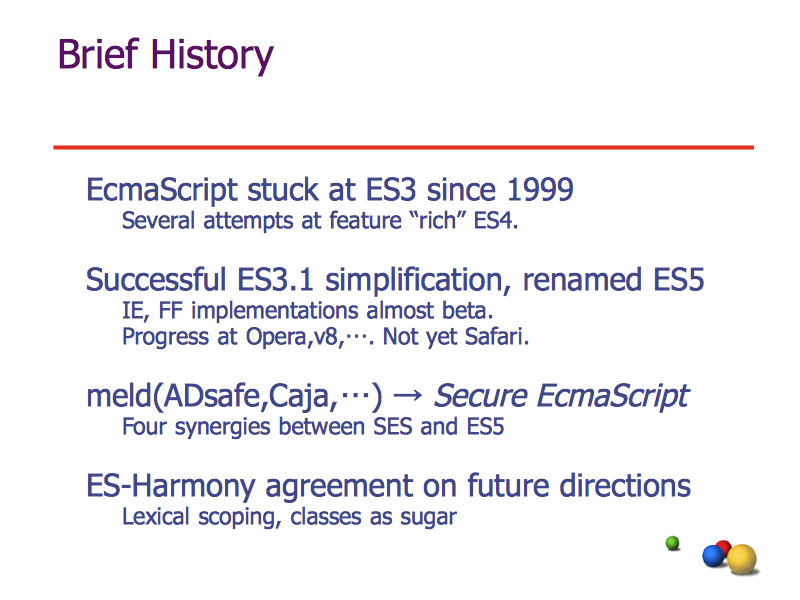 Brief History
EcmaScript stuck at ES3 since 1999
Several attempts at feature “rich” ES4.
Successful ES3.1 simplification, renamed ES5
IE, FF implementations almost beta.
Progress at Opera,v8,…. Not yet Safari.
meld(ADsafe,Caja,…) → Secure EcmaScript
Four synergies between SES and ES5
ES-Harmony agreement on future directions
Lexical scoping, classes as sugar